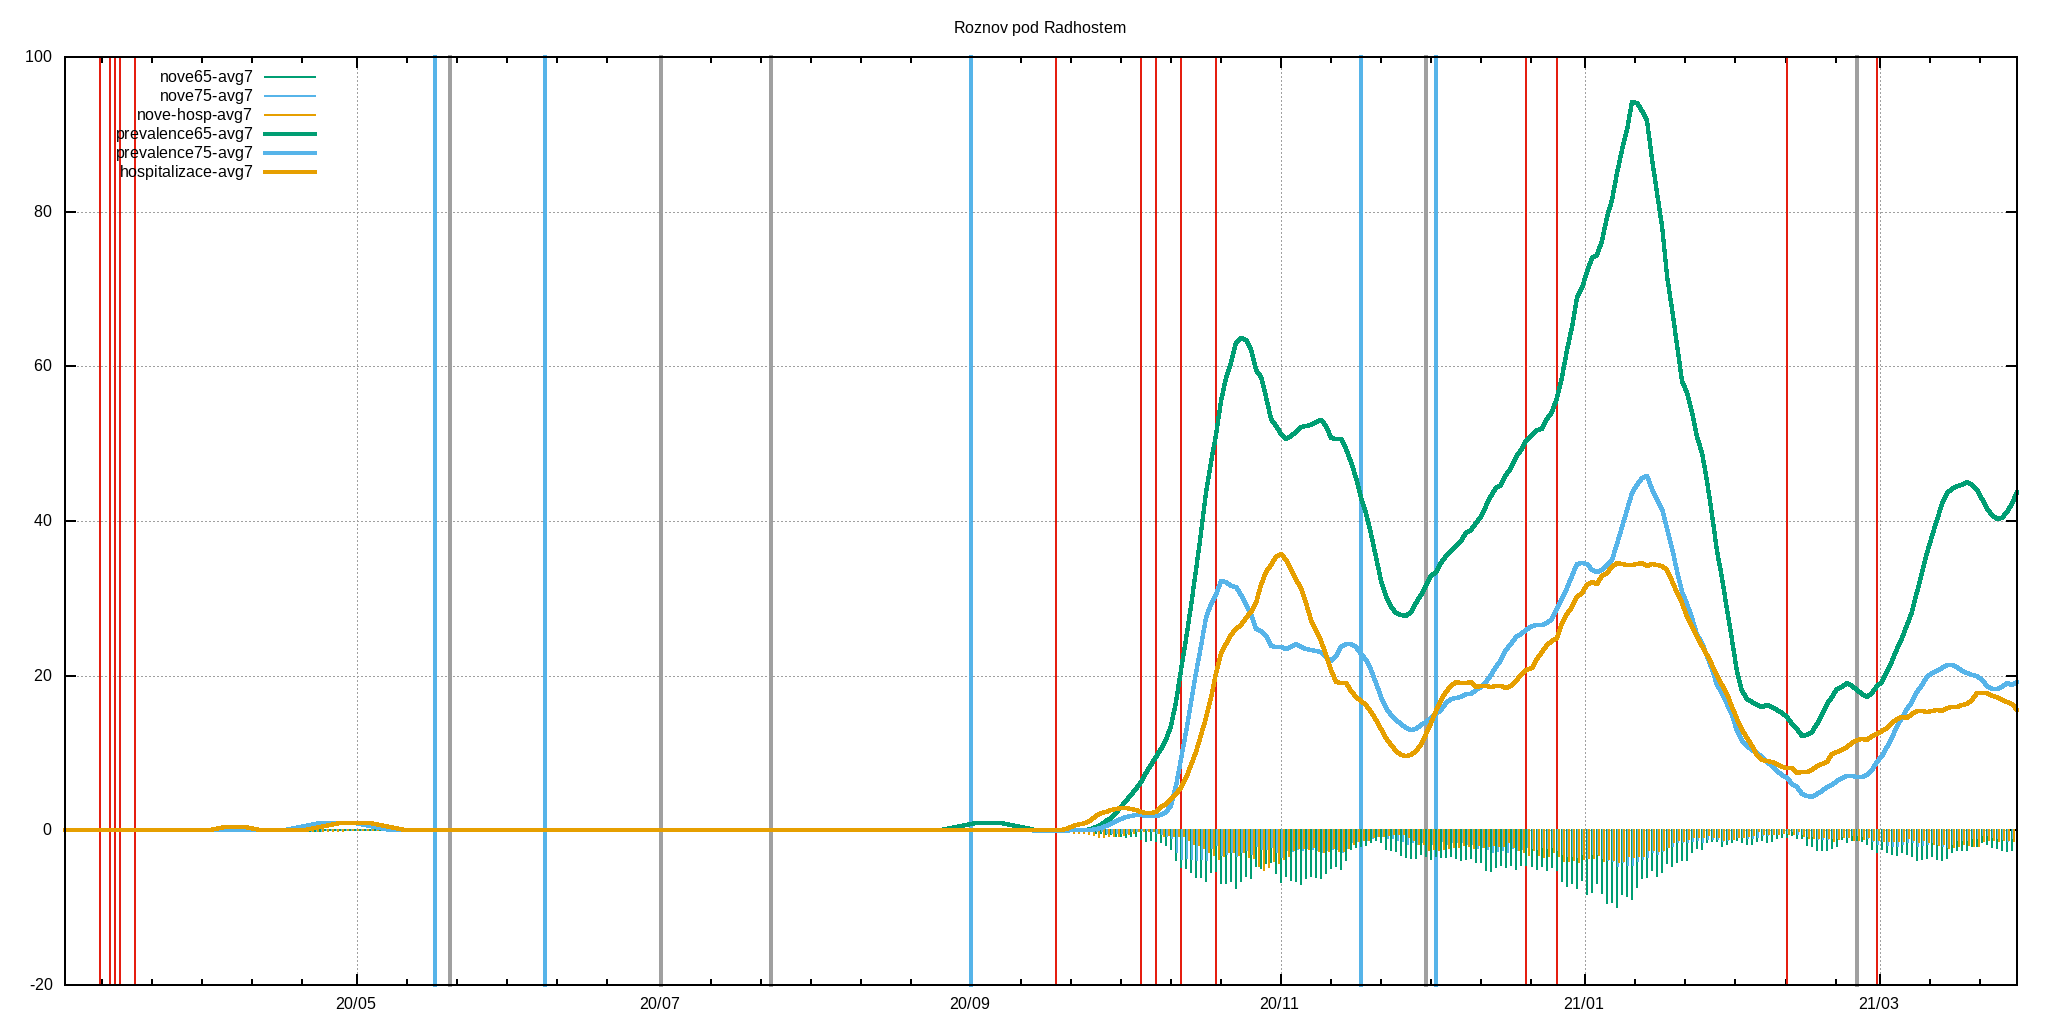 Roznov pod Radhostem
100
80
60
40
20
0
-20
nove65-avg7
nove75-avg7
nove-hosp-avg7
prevalence65-avg7
prevalence75-avg7
hospitalizace-avg7
20/05
20/07
20/09
20/11
21/01
21/03